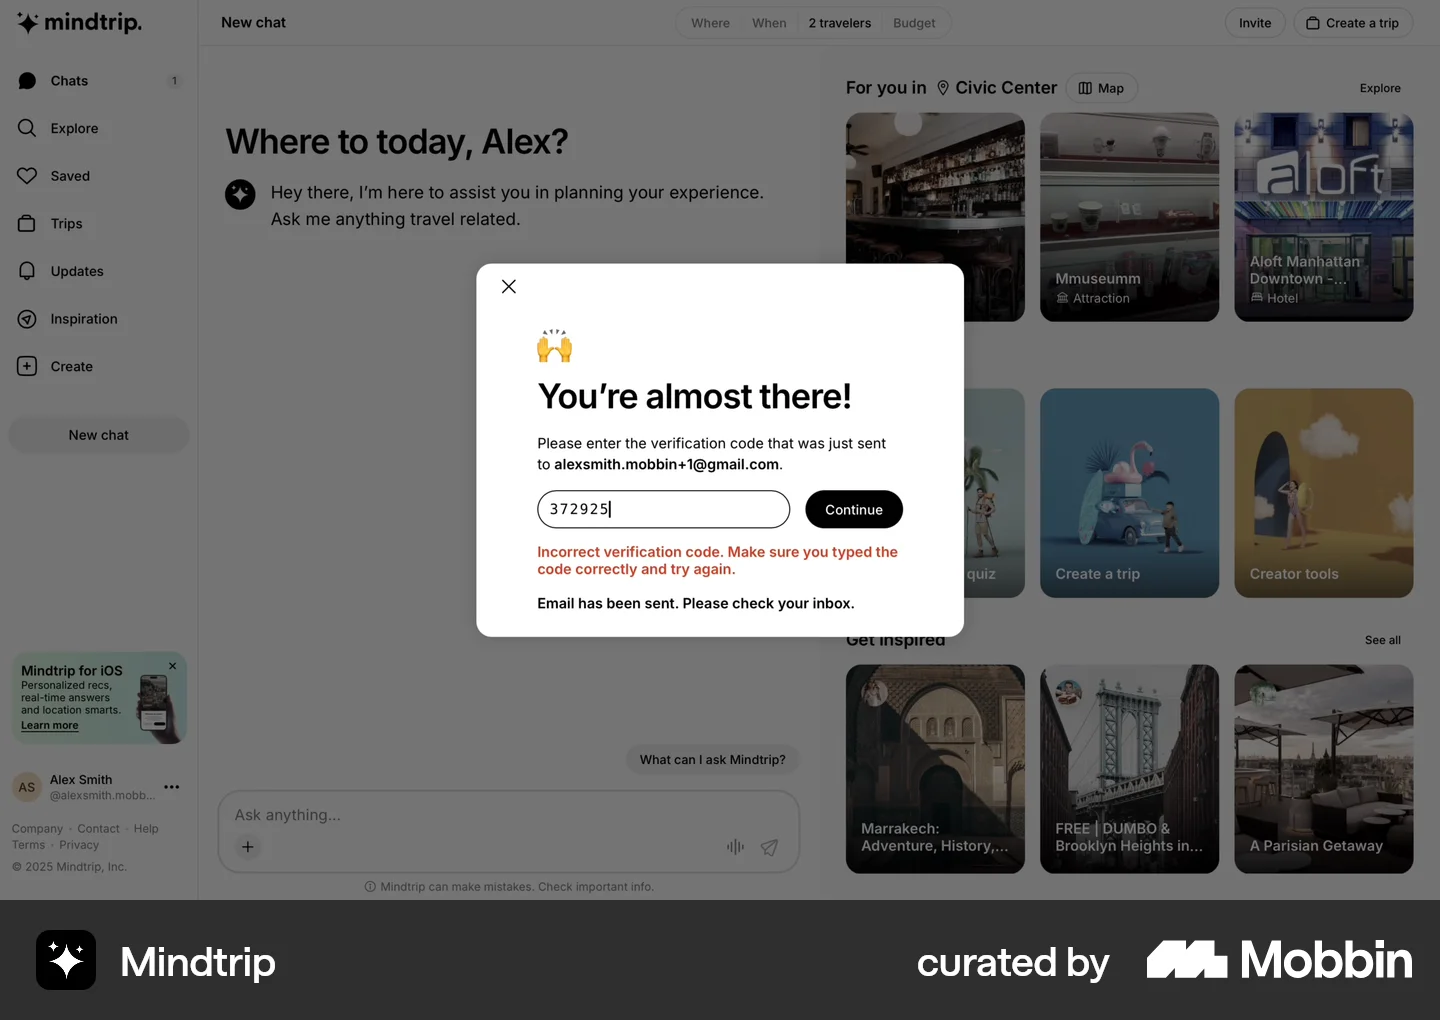 mindtrip.
Chats
1
Explore
Saved
Trips
Updates
Inspiration
Create
New chat
Mindtrip for iOS
Personalized recs,
real-time answers
and location smarts.
Learn more
AS
Alex Smith
@alexsmith.mobb...
Company · Contact · Help
Terms · Privacy
© 2025 Mindtrip, Inc.
New chat
Where
When
2 travelers
Budget
Invite
Create a trip
Where to today, Alex?
Hey there, I’m here to assist you in planning your experience.
Ask me anything travel related.
You’re almost there!
Please enter the verification code that was just sent
to alexsmith.mobbin+1@gmail.com.
372925
Continue
Incorrect verification code. Make sure you typed the
code correctly and try again.
Email has been sent. Please check your inbox.
What can I ask Mindtrip?
Ask anything...
Mindtrip can make mistakes. Check important info.
For you in Civic Center
Map
Explore
Mmuseumm
Attraction
aloft
Aloft Manhattan
Downtown -...
Hotel
quiz
Create a trip
Creator tools
Get inspired
See all
Marrakech:
Adventure, History,...
FREE | DUMBO &
Brooklyn Heights in...
A Parisian Getaway
Mindtrip
curated by
Mobbin